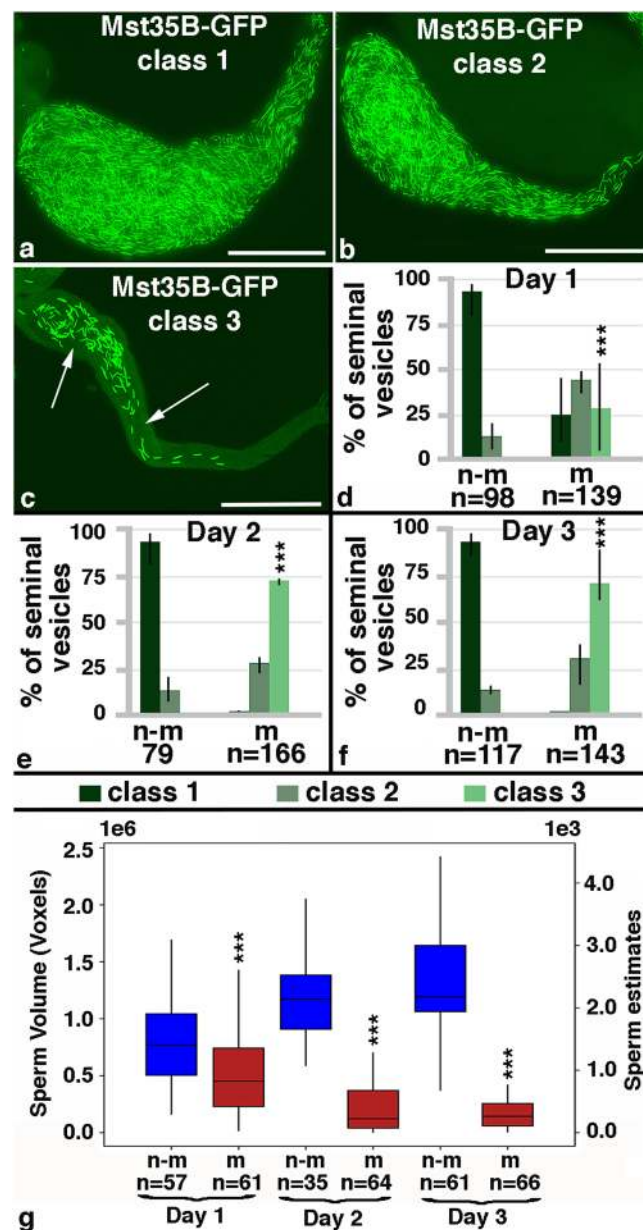 Mst35B-GFP
class 1
a
Mst35B-GFP
class 2
b
Mst35B-GFP
class 3
c
Day 1
% of seminal
vesicles
100
75
50
25
0
***
n-m m
n=98 n=139
d
Day 2
% of seminal
vesicles
100
75
50
25
0
***
n-m m
79 n=166
e
Day 3
% of seminal
vesicles
100
75
50
25
0
***
n-m m
n=117 n=143
f
class 1 class 2 class 3
1e6 1e3
Sperm Volume (Voxels)
2.5
2.0
1.5
1.0
0.5
0.0
4.0
3.0
2.0
1.0
0.0
Sperm estimates
*** *** ***
n-m m n-m m n-m m
n=57 n=61 n=35 n=64 n=61 n=66
Day 1 Day 2 Day 3
g